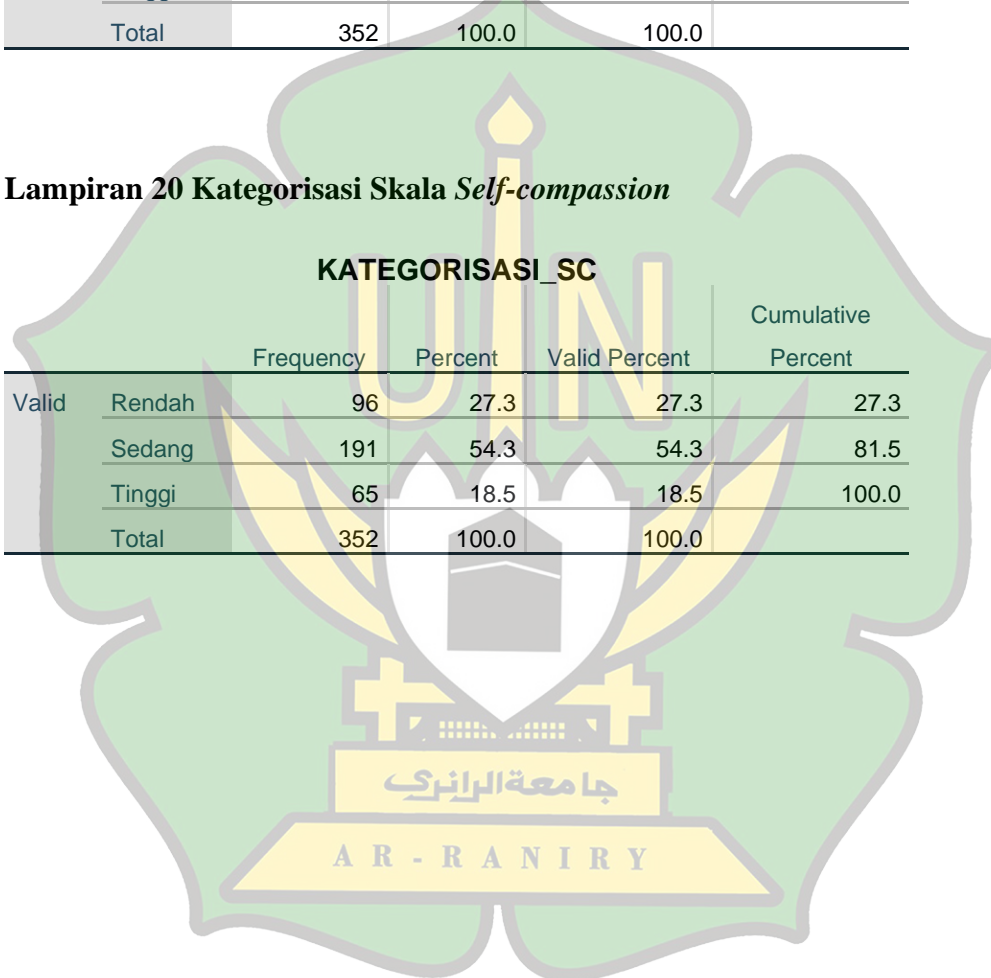 Total 352 100.0 100.0
Lampiran 20 Kategorisasi Skala Self-compassion
KATEGORISASI_SC
Frequency Percent Valid Percent Cumulative Percent
Valid Rendah 96 27.3 27.3 27.3
Sedang 191 54.3 54.3 81.5
Tinggi 65 18.5 18.5 100.0
Total 352 100.0 100.0
UIN
جامعةالرانري
AR-RANIRY